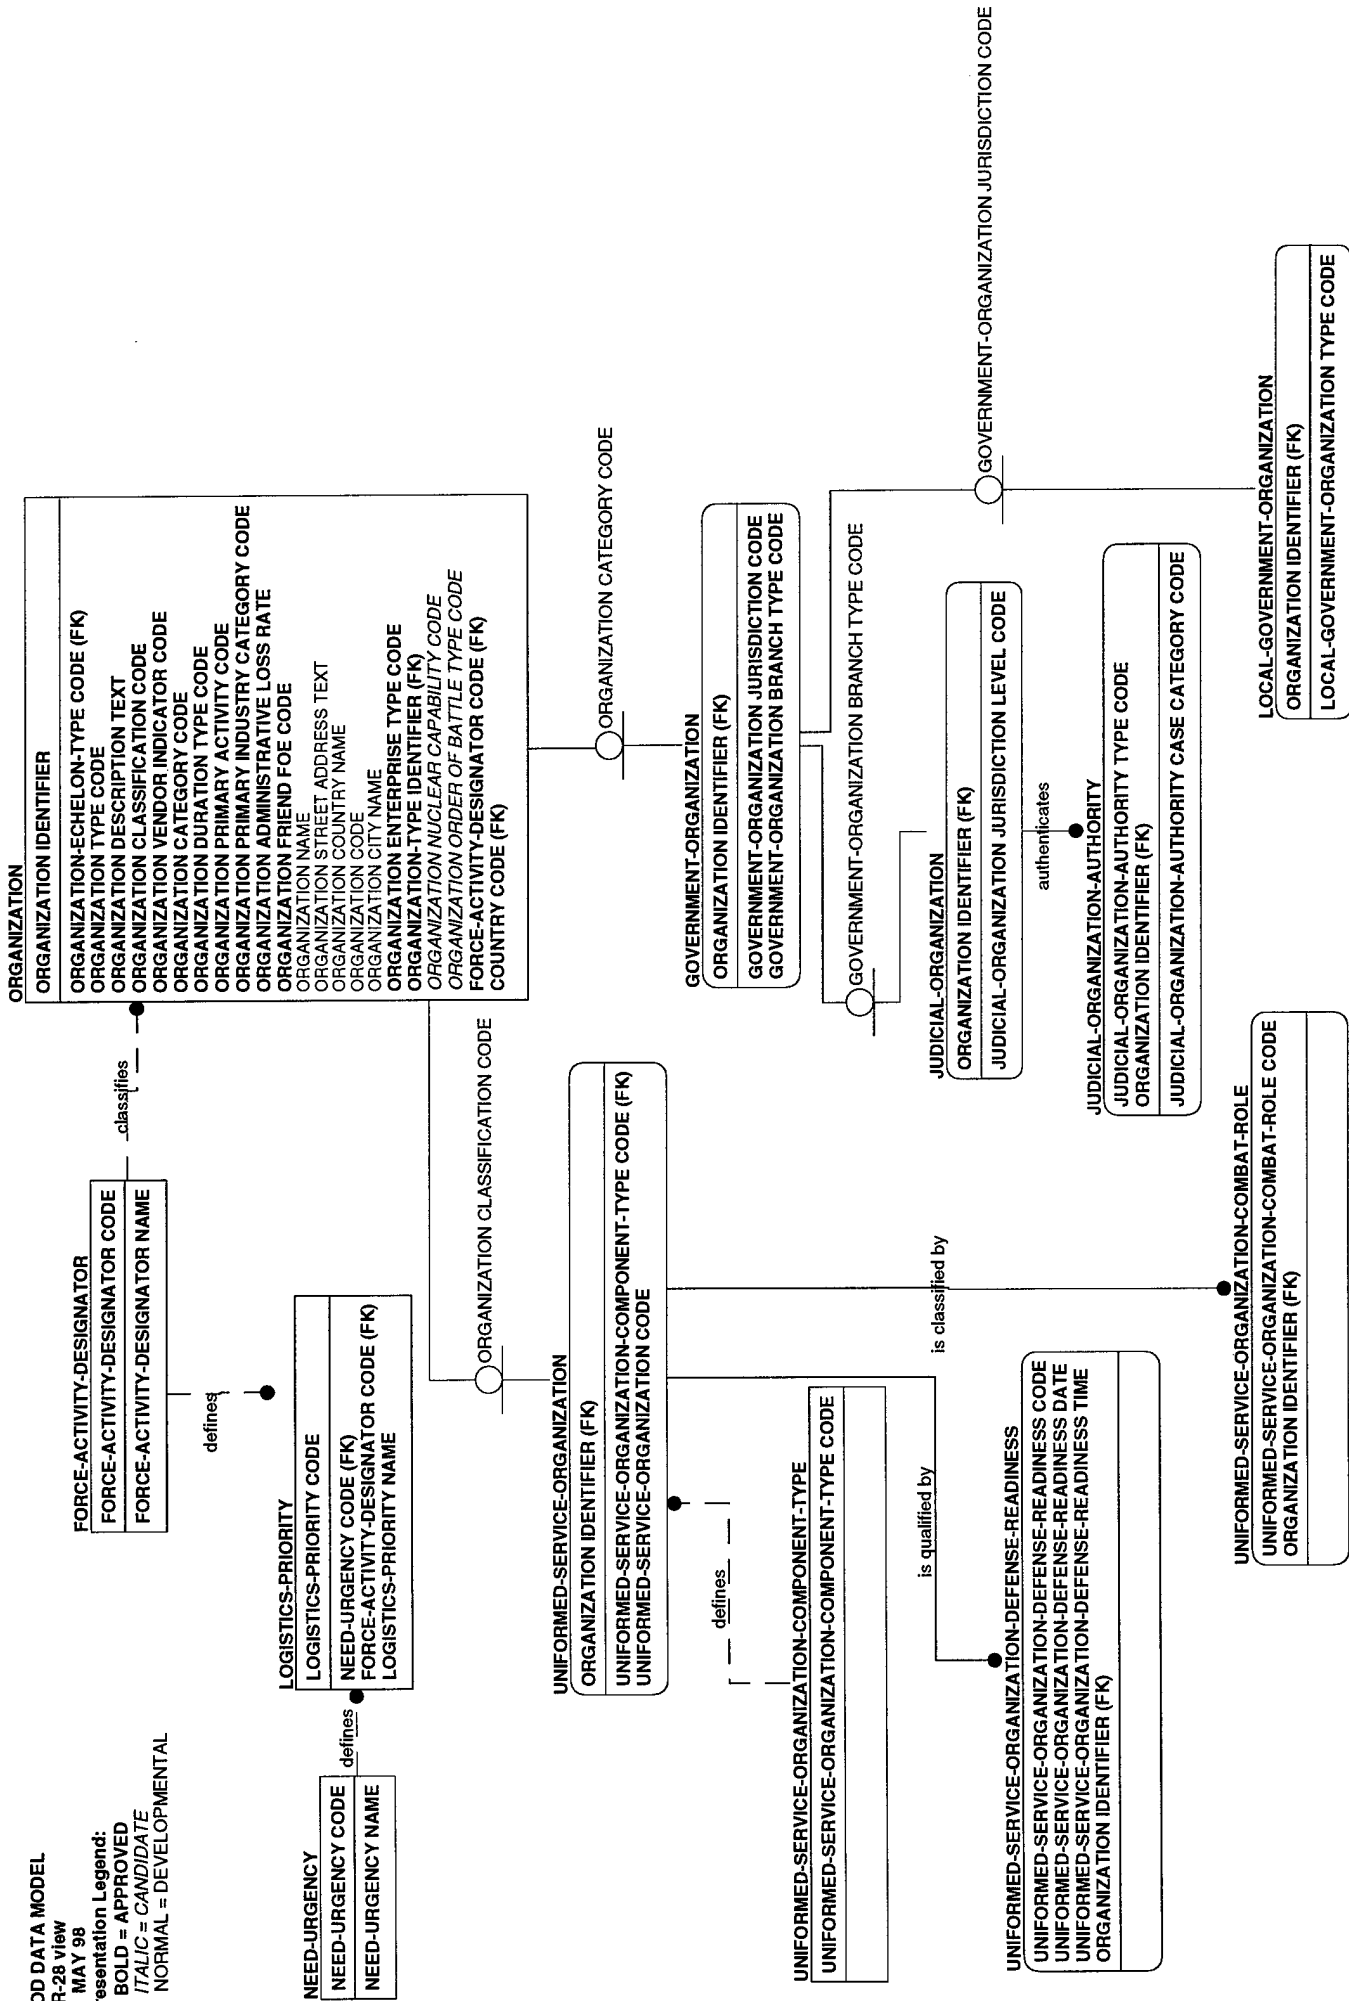 OD DATA MODEL
R-28 view
MAY 98
resentation Legend:
BOLD = APPROVED
ITALIC = CANDIDATE
NORMAL = DEVELOPMENTAL
FORCE-ACTIVITY-DESIGNATOR
FORCE-ACTIVITY-DESIGNATOR CODE
FORCE-ACTIVITY-DESIGNATOR NAME
classifies
defines
ORGANIZATION
ORGANIZATION IDENTIFIER
ORGANIZATION-ECHELON-TYPE CODE (FK)
ORGANIZATION TYPE CODE
ORGANIZATION DESCRIPTION TEXT
ORGANIZATION CLASSIFICATION CODE
ORGANIZATION VENDOR INDICATOR CODE
ORGANIZATION CATEGORY CODE
ORGANIZATION DURATION TYPE CODE
ORGANIZATION PRIMARY ACTIVITY CODE
ORGANIZATION PRIMARY INDUSTRY CATEGORY CODE
ORGANIZATION ADMINISTRATIVE LOSS RATE
ORGANIZATION FRIEND FOE CODE
ORGANIZATION NAME
ORGANIZATION STREET ADDRESS TEXT
ORGANIZATION COUNTRY NAME
ORGANIZATION CODE
ORGANIZATION CITY NAME
ORGANIZATION ENTERPRISE TYPE CODE
ORGANIZATION-TYPE IDENTIFIER (FK)
ORGANIZATION NUCLEAR CAPABILITY CODE
ORGANIZATION ORDER OF BATTLE TYPE CODE
FORCE-ACTIVITY-DESIGNATOR CODE (FK)
COUNTRY CODE (FK)
NEED-URGENCY
NEED-URGENCY CODE
NEED-URGENCY NAME
defines
LOGISTICS-PRIORITY
LOGISTICS-PRIORITY CODE
NEED-URGENCY CODE (FK)
FORCE-ACTIVITY-DESIGNATOR CODE (FK)
LOGISTICS-PRIORITY NAME
ORGANIZATION CLASSIFICATION CODE
ORGANIZATION CATEGORY CODE
UNIFORMED-SERVICE-ORGANIZATION
ORGANIZATION IDENTIFIER (FK)
UNIFORMED-SERVICE-ORGANIZATION-COMPONENT-TYPE CODE (FK)
UNIFORMED-SERVICE-ORGANIZATION CODE
GOVERNMENT-ORGANIZATION
ORGANIZATION IDENTIFIER (FK)
GOVERNMENT-ORGANIZATION JURISDICTION CODE
GOVERNMENT-ORGANIZATION BRANCH TYPE CODE
defines
UNIFORMED-SERVICE-ORGANIZATION-COMPONENT-TYPE
UNIFORMED-SERVICE-ORGANIZATION-COMPONENT-TYPE CODE
GOVERNMENT-ORGANIZATION BRANCH TYPE CODE
GOVERNMENT-ORGANIZATION JURISDICTION CODE
is qualified by
is classified by
JUDICIAL-ORGANIZATION
ORGANIZATION IDENTIFIER (FK)
JUDICIAL-ORGANIZATION JURISDICTION LEVEL CODE
authenticates
UNIFORMED-SERVICE-ORGANIZATION-DEFENSE-READINESS
UNIFORMED-SERVICE-ORGANIZATION-DEFENSE-READINESS CODE
UNIFORMED-SERVICE-ORGANIZATION-DEFENSE-READINESS DATE
UNIFORMED-SERVICE-ORGANIZATION-DEFENSE-READINESS TIME
ORGANIZATION IDENTIFIER (FK)
JUDICIAL-ORGANIZATION-AUTHORITY
JUDICIAL-ORGANIZATION-AUTHORITY TYPE CODE
ORGANIZATION IDENTIFIER (FK)
JUDICIAL-ORGANIZATION-AUTHORITY CASE CATEGORY CODE
UNIFORMED-SERVICE-ORGANIZATION-COMBAT-ROLE
UNIFORMED-SERVICE-ORGANIZATION-COMBAT-ROLE CODE
ORGANIZATION IDENTIFIER (FK)
LOCAL-GOVERNMENT-ORGANIZATION
ORGANIZATION IDENTIFIER (FK)
LOCAL-GOVERNMENT-ORGANIZATION TYPE CODE